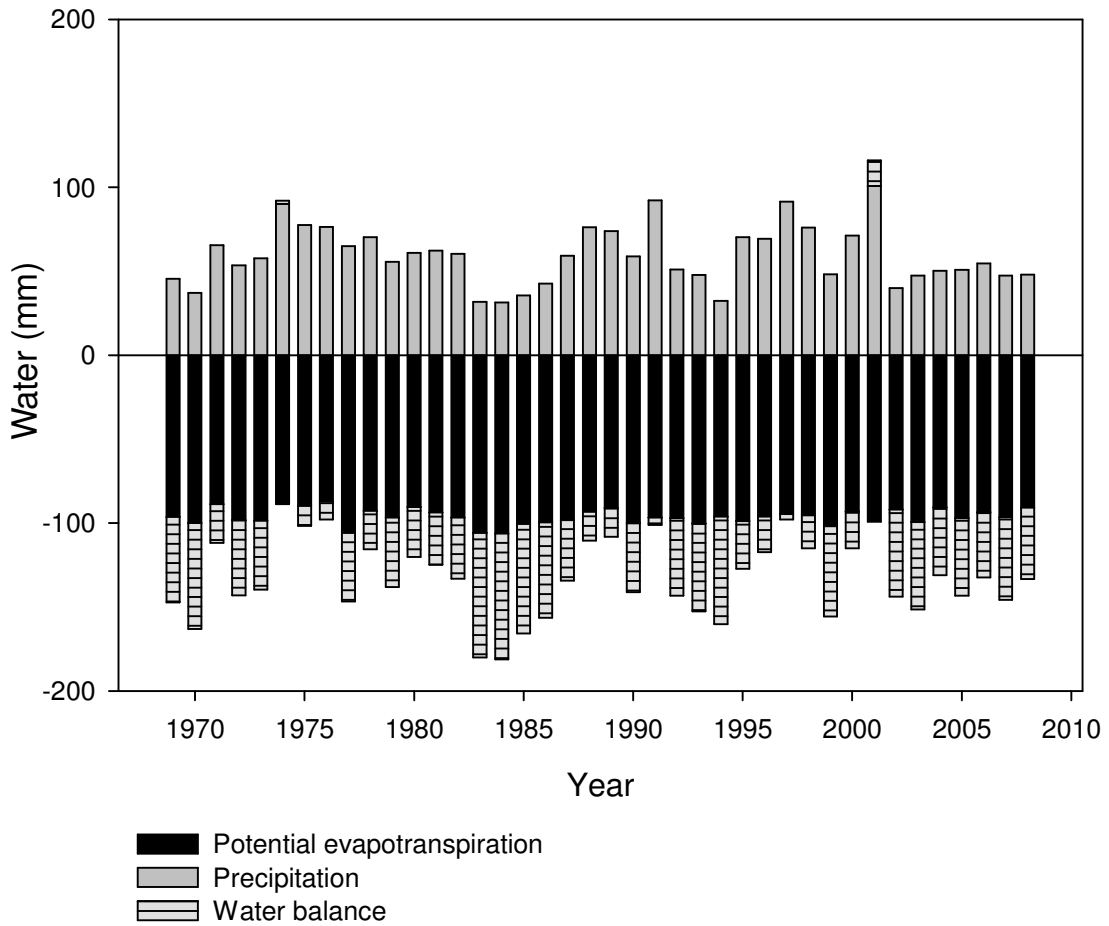 200
100
0
-100
-200
Water (mm)
1970 1975 1980 1985 1990 1995 2000 2005 2010
Year
Potential evapotranspiration
Precipitation
Water balance